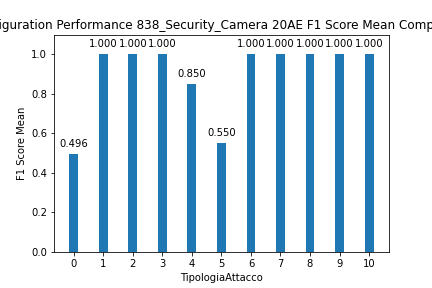 iguration Performance 838_Security_Camera 20AE F1 Score Mean Comp
1.000 1.000 1.000 1.000 1.000 1.000 1.000 1.000
1.0
0.850
0.8
0.550
0.6
0.496
0.4
0.2
0.0
F1 Score Mean
0 1 2 3 4 5 6 7 8 9 10
TipologiaAttacco